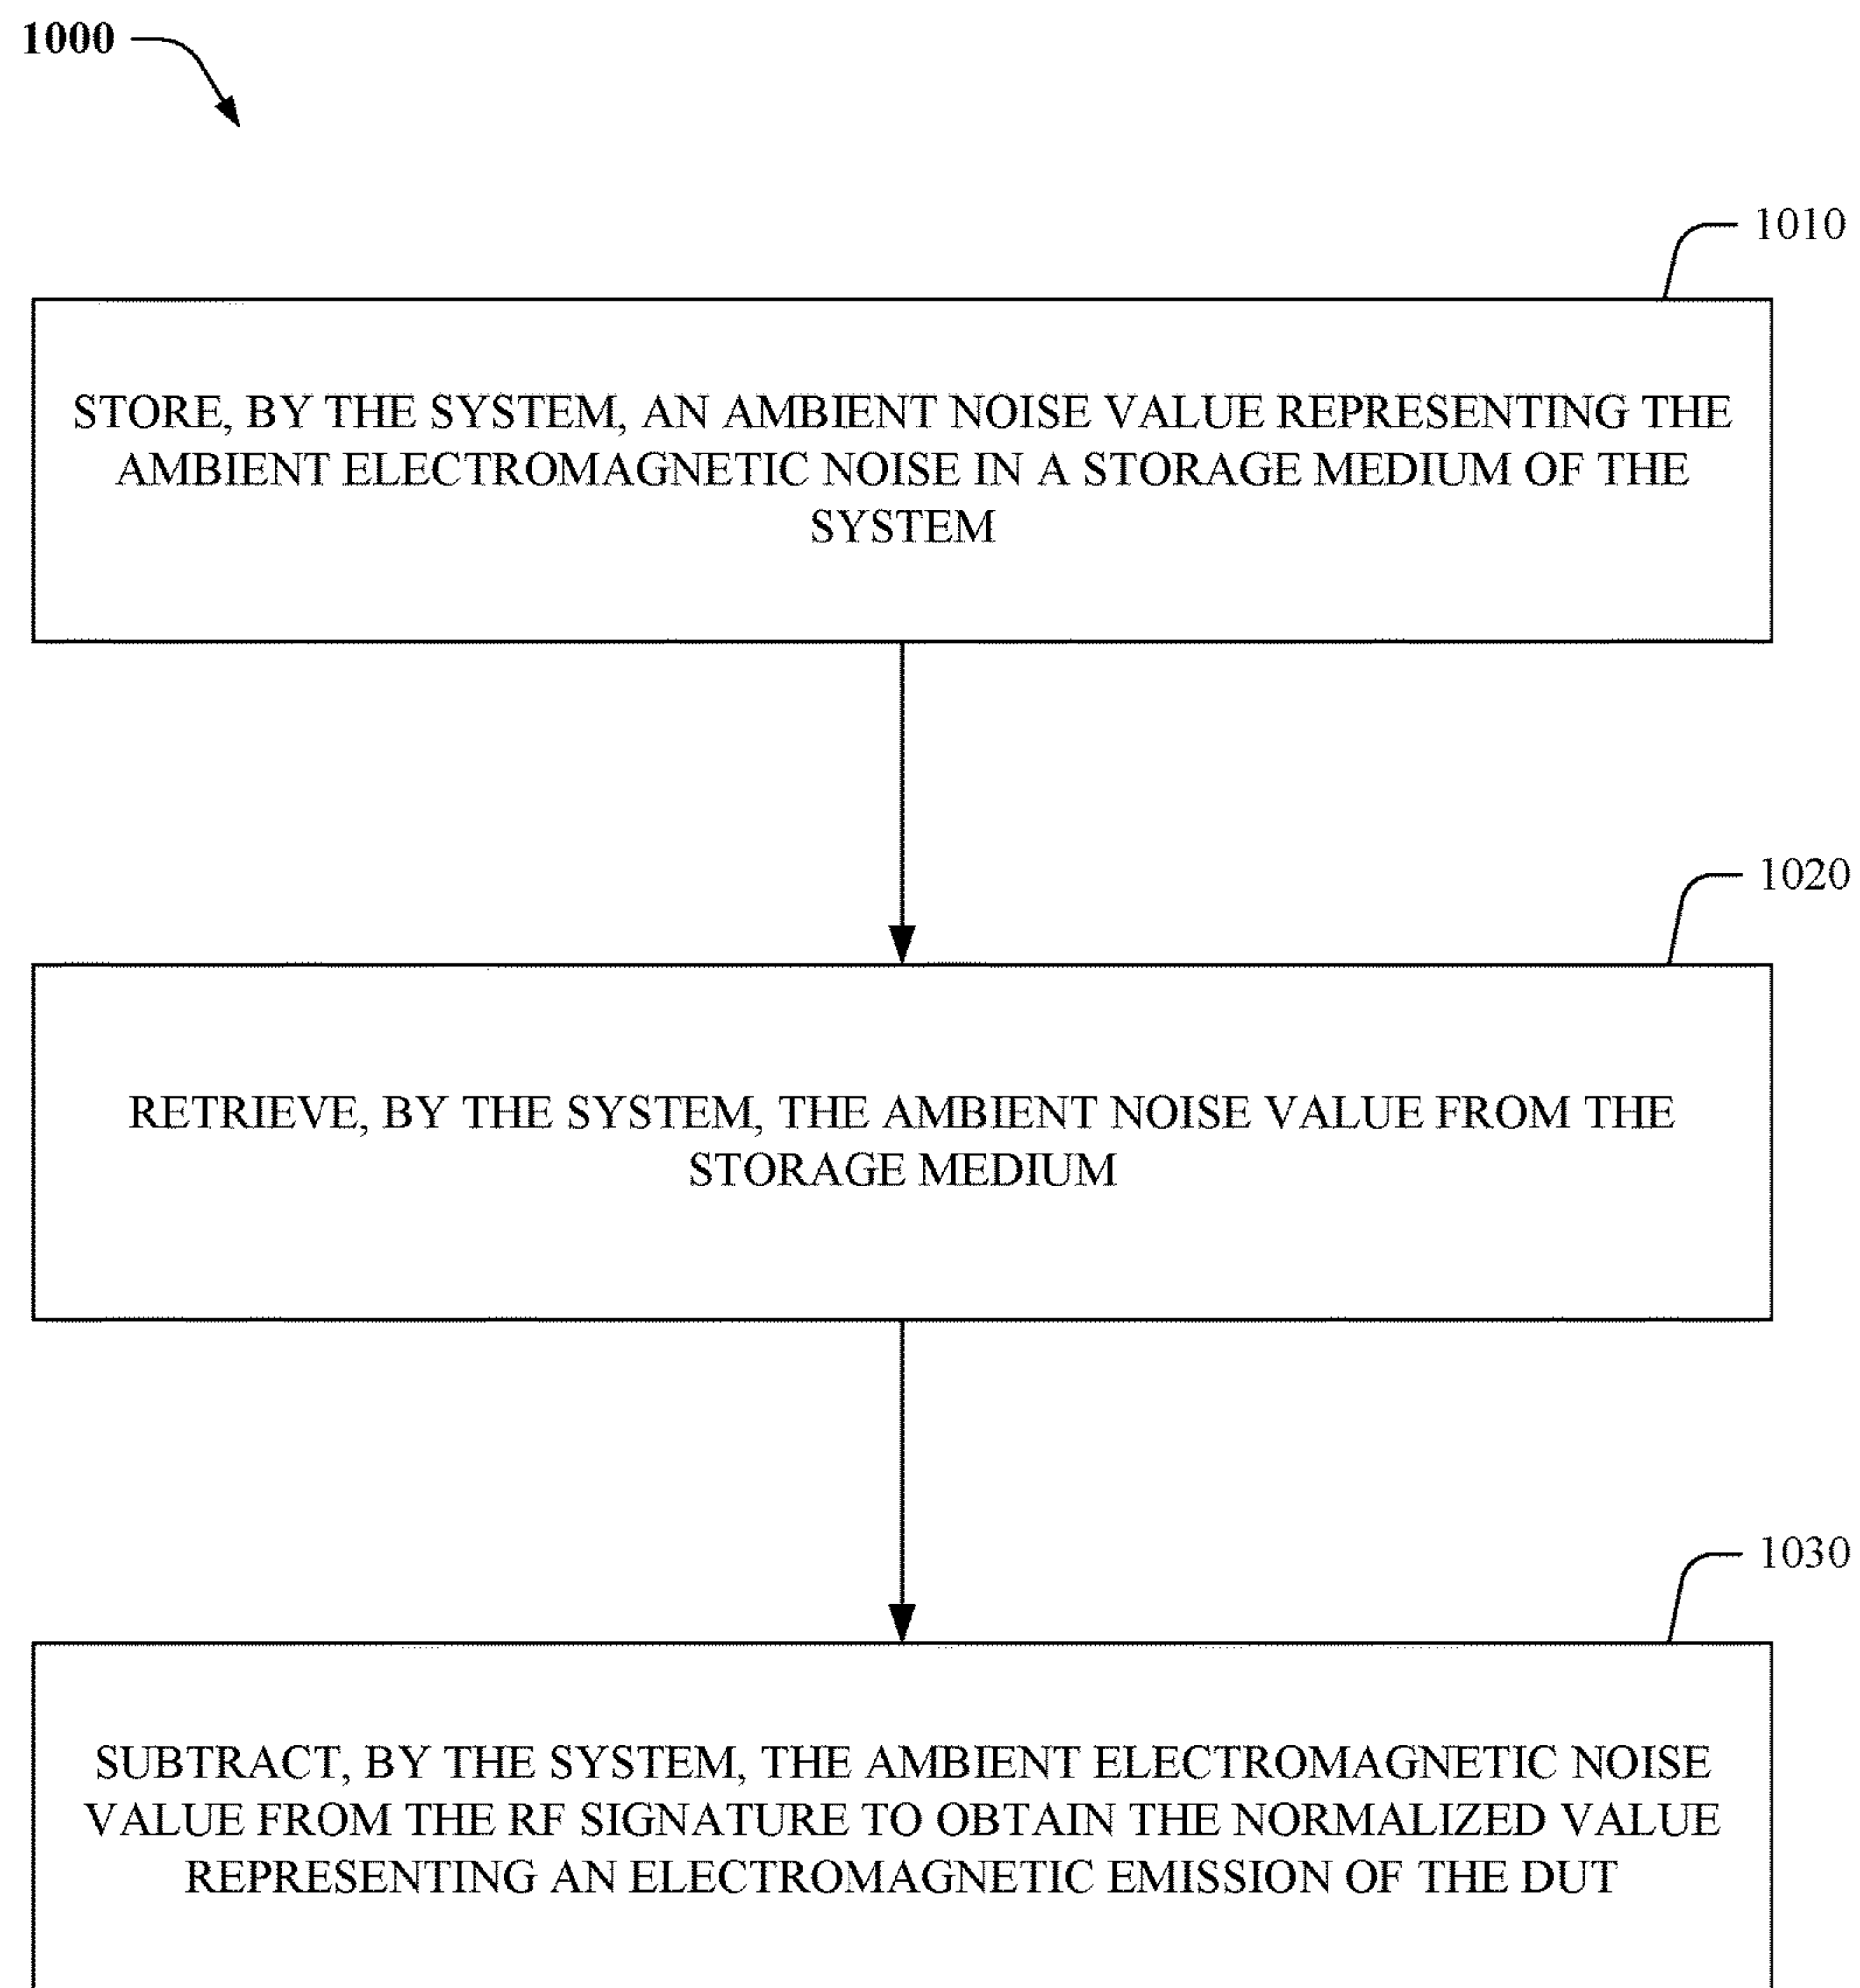 1000
1010
STORE, BY THE SYSTEM, AN AMBIENT NOISE VALUE REPRESENTING THE
AMBIENT ELECTROMAGNETIC NOISE IN A STORAGE MEDIUM OF THE
SYSTEM
1020
RETRIEVE, BY THE SYSTEM, THE AMBIENT NOISE VALUE FROM THE
STORAGE MEDIUM
1030
SUBTRACT, BY THE SYSTEM, THE AMBIENT ELECTROMAGNETIC NOISE
VALUE FROM THE RF SIGNATURE TO OBTAIN THE NORMALIZED VALUE
REPRESENTING AN ELECTROMAGNETIC EMISSION OF THE DUT